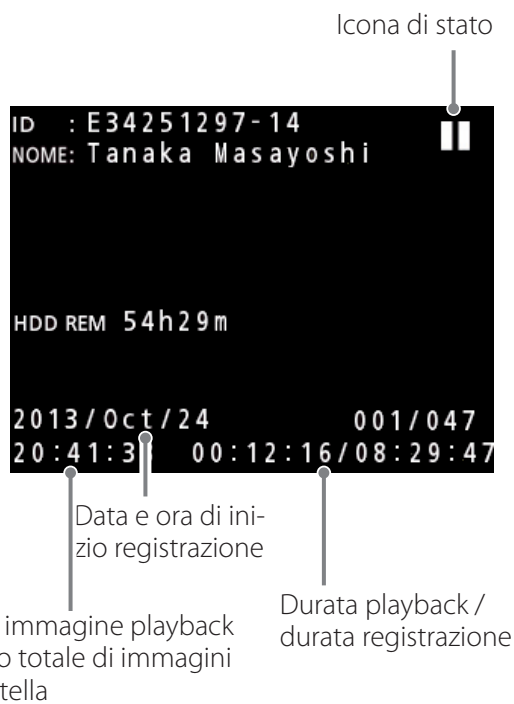 Icona di stato
ID : E34251297-14
NOME: Tanaka Masayoshi
HDD REM 54h29m
2013/Oct/24 001/047
20:41:3 00:12:16/08:29:47
Data e ora di ini-
zio registrazione
Durata playback /
durata registrazione
immagine playback
o totale di immagini
tella